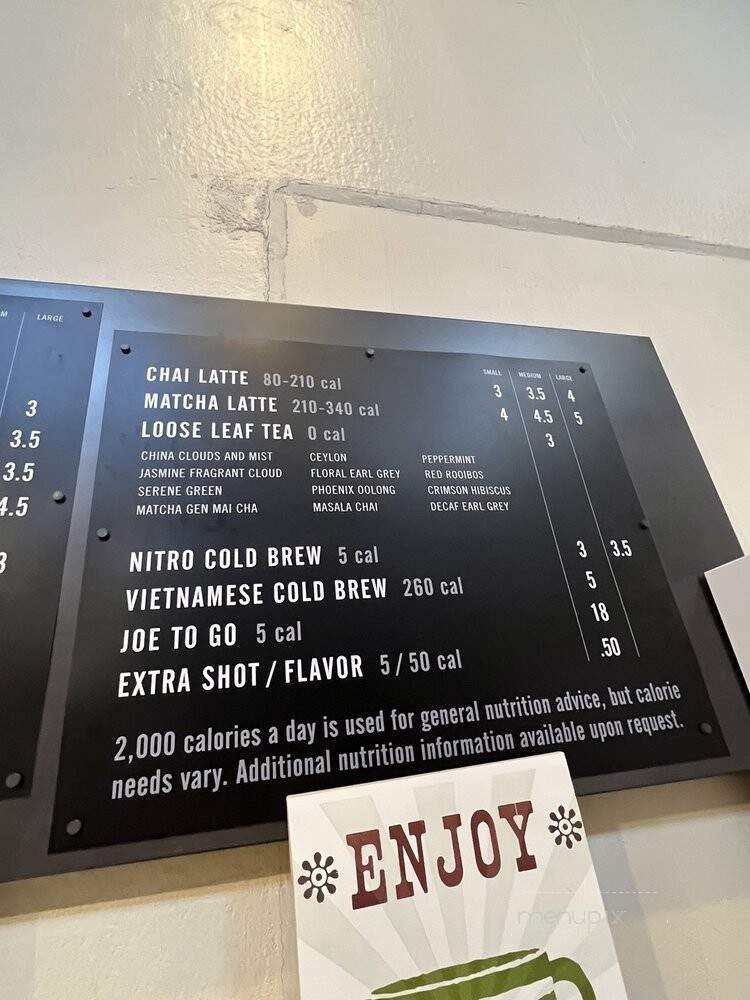 M LARGE
3
3.5
3.5
4.5
3
SMALL MEDIUM LARGE
CHAI LATTE 80-210 cal 3 3.5 4
MATCHA LATTE 210-340 cal 4 4.5 5
LOOSE LEAF TEA 0 cal 3
CHINA CLOUDS AND MIST CEYLON PEPPERMINT
JASMINE FRAGRANT CLOUD FLORAL EARL GREY RED ROOIBOS
SERENE GREEN PHOENIX OOLONG CRIMSON HIBISCUS
MATCHA GEN MAI CHA MASALA CHAI DECAF EARL GREY
NITRO COLD BREW 5 cal 3 3.5
VIETNAMESE COLD BREW 260 cal 5
JOE TO GO 5 cal 18
EXTRA SHOT / FLAVOR 5 / 50 cal .50
2,000 calories a day is used for general nutrition advice, but calorie
needs vary. Additional nutrition information available upon request.
ENJOY
menupix